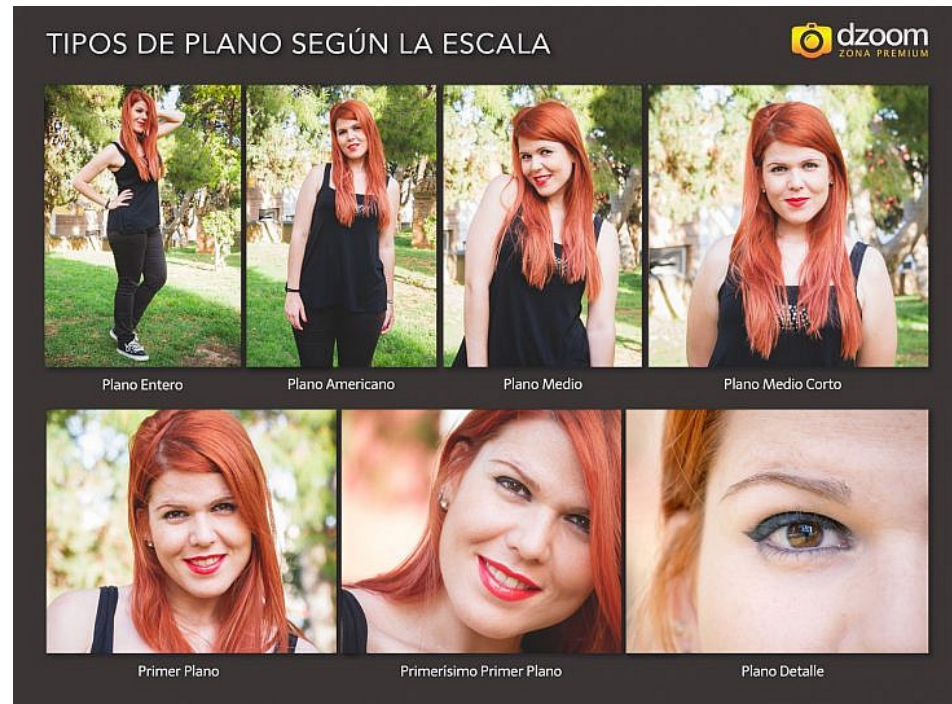 TIPOS DE PLANO SEGÚN LA ESCALA
dzoom
ZONA PREMIUM
Plano Entero
Plano Americano
Plano Medio
Plano Medio Corto
Primer Plano
Primerísimo Primer Plano
Plano Detalle